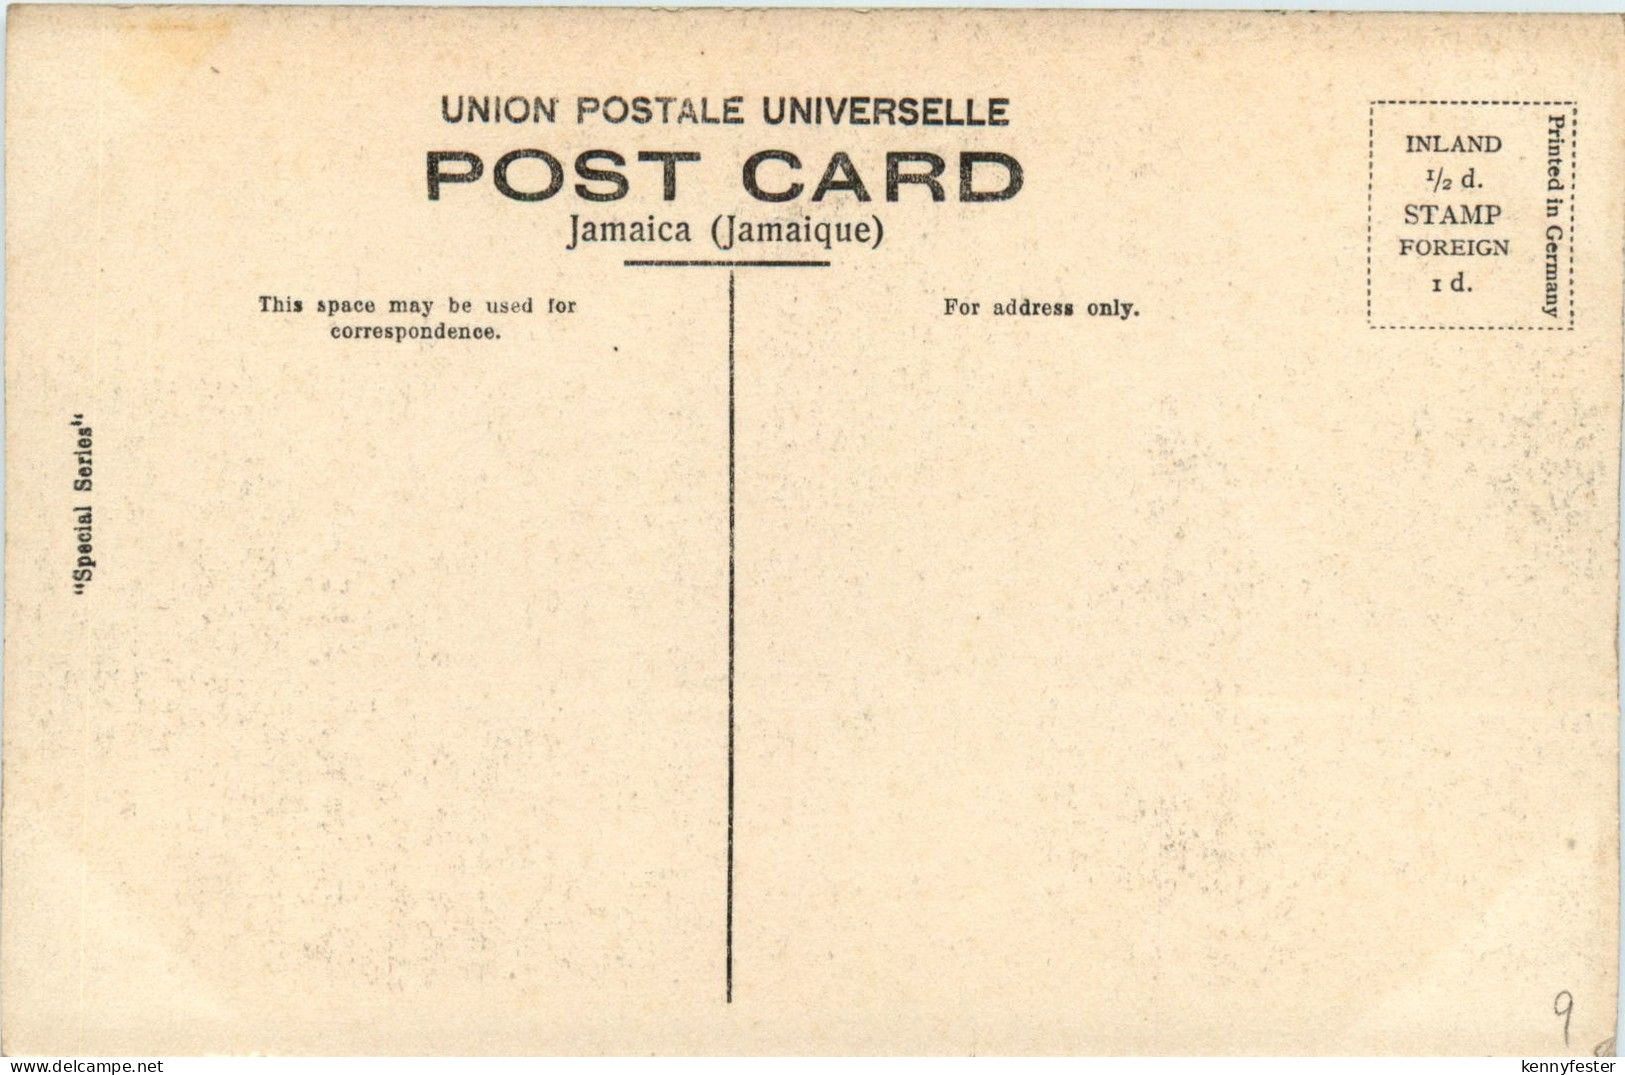 UNION POSTALE UNIVERSELLE
POST CARD
Jamaica (Jamaique)
This space may be used for
correspondence.
For address only.
INLAND
1/2 d.
STAMP
FOREIGN
1 d.
Printed in Germany
"Special Series"
9
www.delcampe.net
kennyfester